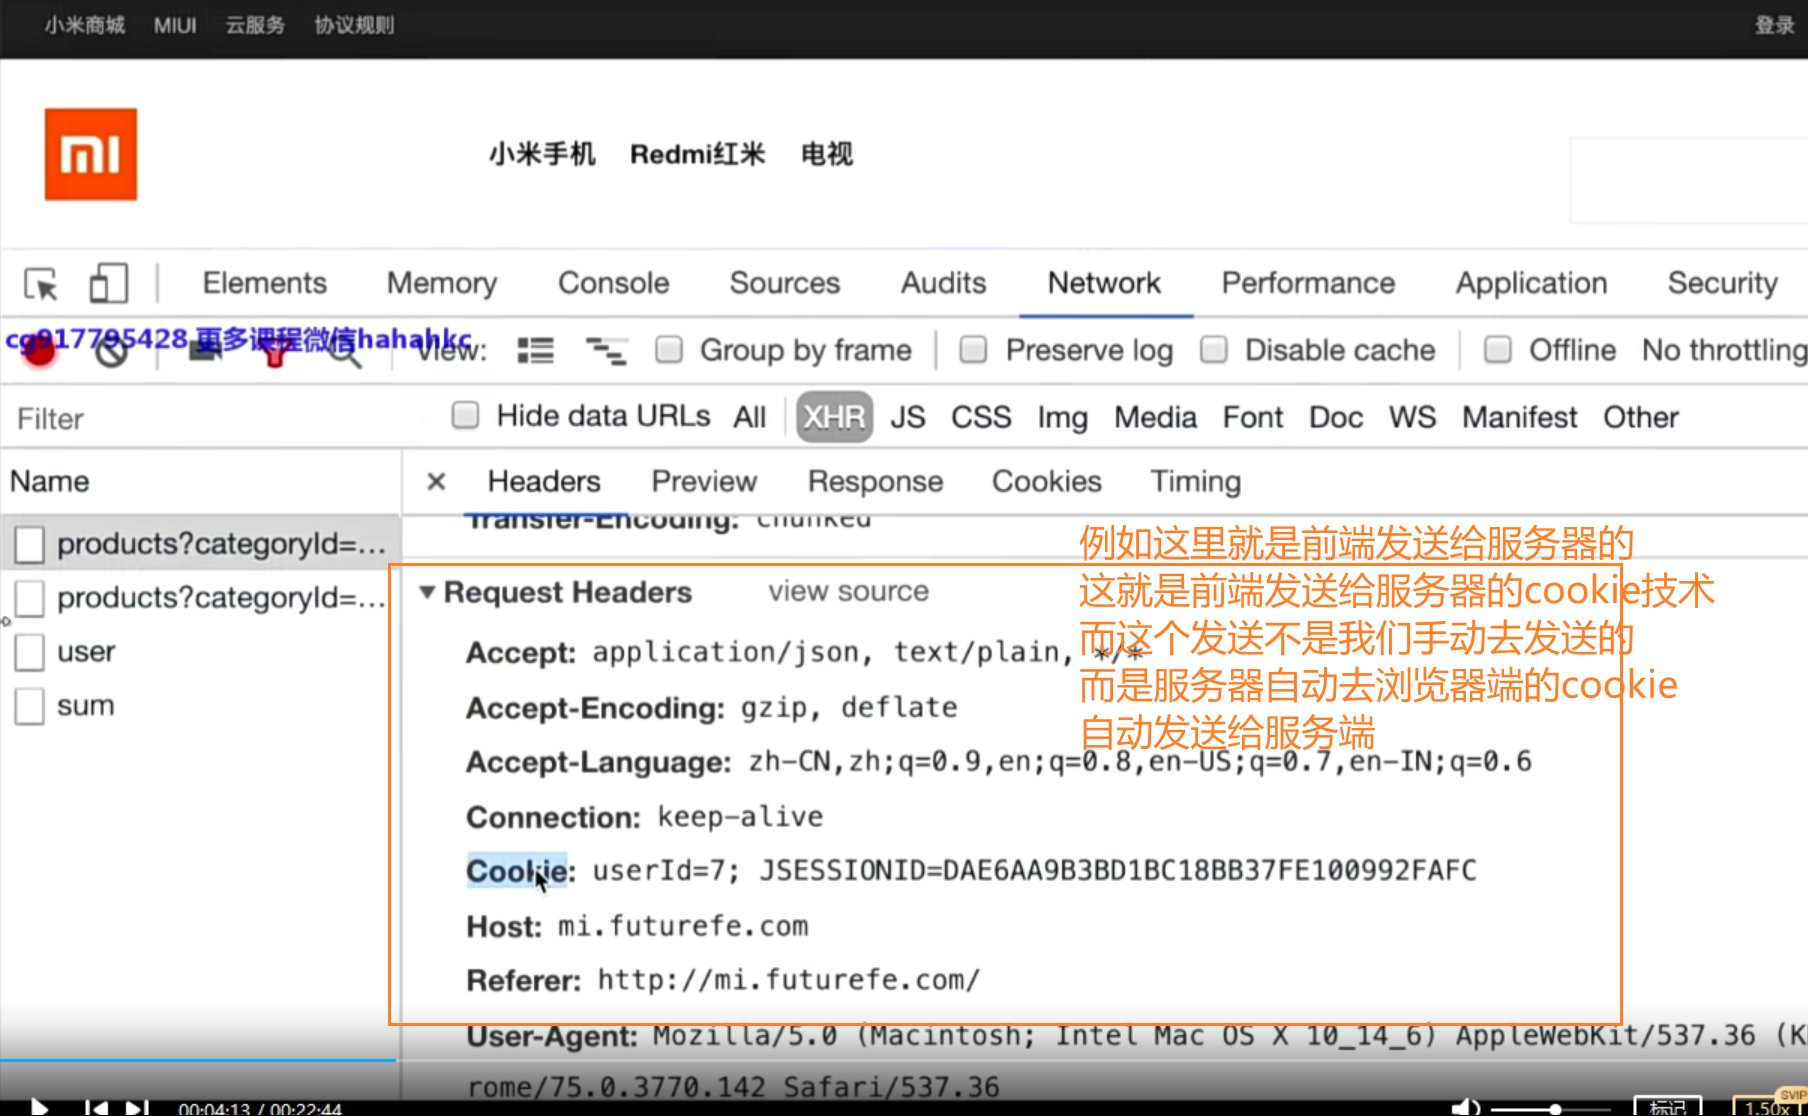 小米商城 MIUI 云服务 协议规则 登录
mi
小米手机 Redmi红米 电视
Elements Memory Console Sources Audits Network Performance Application Security
cg917795428 更多课程微信hahahkc
View: Group by frame Preserve log Disable cache Offline No throttling
Filter Hide data URLs All XHR JS CSS Img Media Font Doc WS Manifest Other
Name Headers Preview Response Cookies Timing
Transfer-Encoding: chunked
products?categoryId=...
products?categoryId=...
user
sum
例如这里就是前端发送给服务器的
这就是前端发送给服务器的cookie技术
而这个发送不是我们手动去发送的
而是服务器自动去浏览器端的cookie
自动发送给服务端
Request Headers view source
Accept: application/json, text/plain, */*
Accept-Encoding: gzip, deflate
Accept-Language: zh-CN,zh;q=0.9,en;q=0.8,en-US;q=0.7,en-IN;q=0.6
Connection: keep-alive
Cookie: userId=7; JSESSIONID=DAE6AA9B3BD1BC18BB37FE100992FAFC
Host: mi.futurefe.com
Referer: http://mi.futurefe.com/
User-Agent: Mozilla/5.0 (Macintosh; Intel Mac OS X 10_14_6) AppleWebKit/537.36 (K
rome/75.0.3770.142 Safari/537.36
00:04:13 / 00:22:44 标记 1.50x SVIP